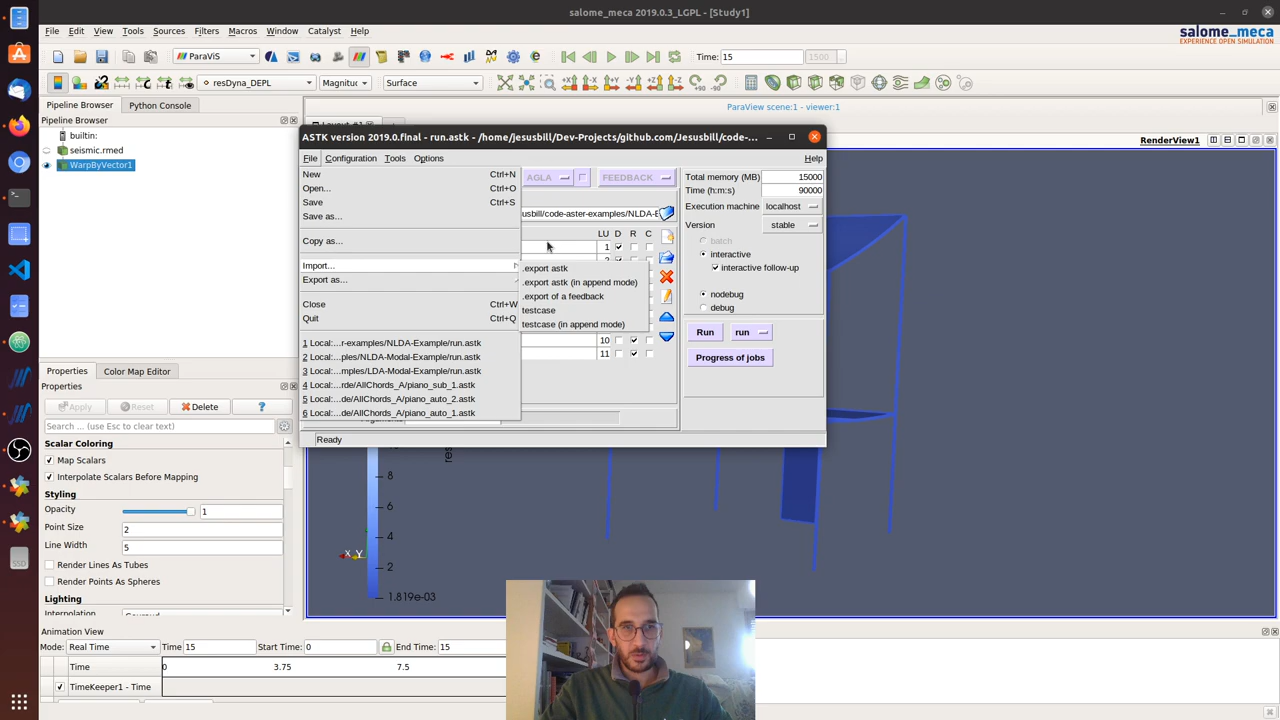 salome_meca 2019.0.3_LGPL - [Study1]
File Edit View Tools Sources Filters Macros Window Catalyst Help
salome_meca
EXPERIENCE OPEN SIMULATION
ParaViS
Time: 15 1500
resDyna_DEPL Magnituc Surface
Pipeline Browser Python Console
Pipeline Browser
builtin:
seismic.rmed
WarpByVector1
ParaView scene:1 - viewer:1
RenderView1
ASTK version 2019.0.final - run.astk - /home/jesusbill/Dev-Projects/github.com/Jesusbill/code-...
File Configuration Tools Options Help
New Ctrl+N
Open... Ctrl+O
Save Ctrl+S
Save as...
Copy as...
Import...
Export as...
Close Ctrl+W
Quit Ctrl+Q
1 Local:...r-examples/NLDA-Example/run.astk
2 Local:...ples/NLDA-Modal-Example/run.astk
3 Local:...mples/LDA-Modal-Example/run.astk
4 Local:...rde/AllChords_A/piano_sub_1.astk
5 Local:...de/AllChords_A/piano_auto_2.astk
6 Local:...de/AllChords_A/piano_auto_1.astk
.export astk
.export astk (in append mode)
.export of a feedback
testcase
testcase (in append mode)
AGLA FEEDBACK
usbill/code-aster-examples/NLDA-E
LU D R C
1
10
11
Total memory (MB) 15000
Time (h:m:s) 90000
Execution machine localhost
Version stable
batch
interactive
interactive follow-up
nodebug
debug
Run run
Progress of jobs
Ready
Properties Color Map Editor
Properties
Apply Reset Delete ?
Search ... (use Esc to clear text)
Scalar Coloring
Map Scalars
Interpolate Scalars Before Mapping
Styling
Opacity 1
Point Size 2
Line Width 5
Render Lines As Tubes
Render Points As Spheres
Lighting
8
6
4
2
1.819e-03
X Y
Animation View
Mode: Real Time Time 15 Start Time: 0 End Time: 15
Time 0 3.75 7.5
TimeKeeper1 - Time
SSD